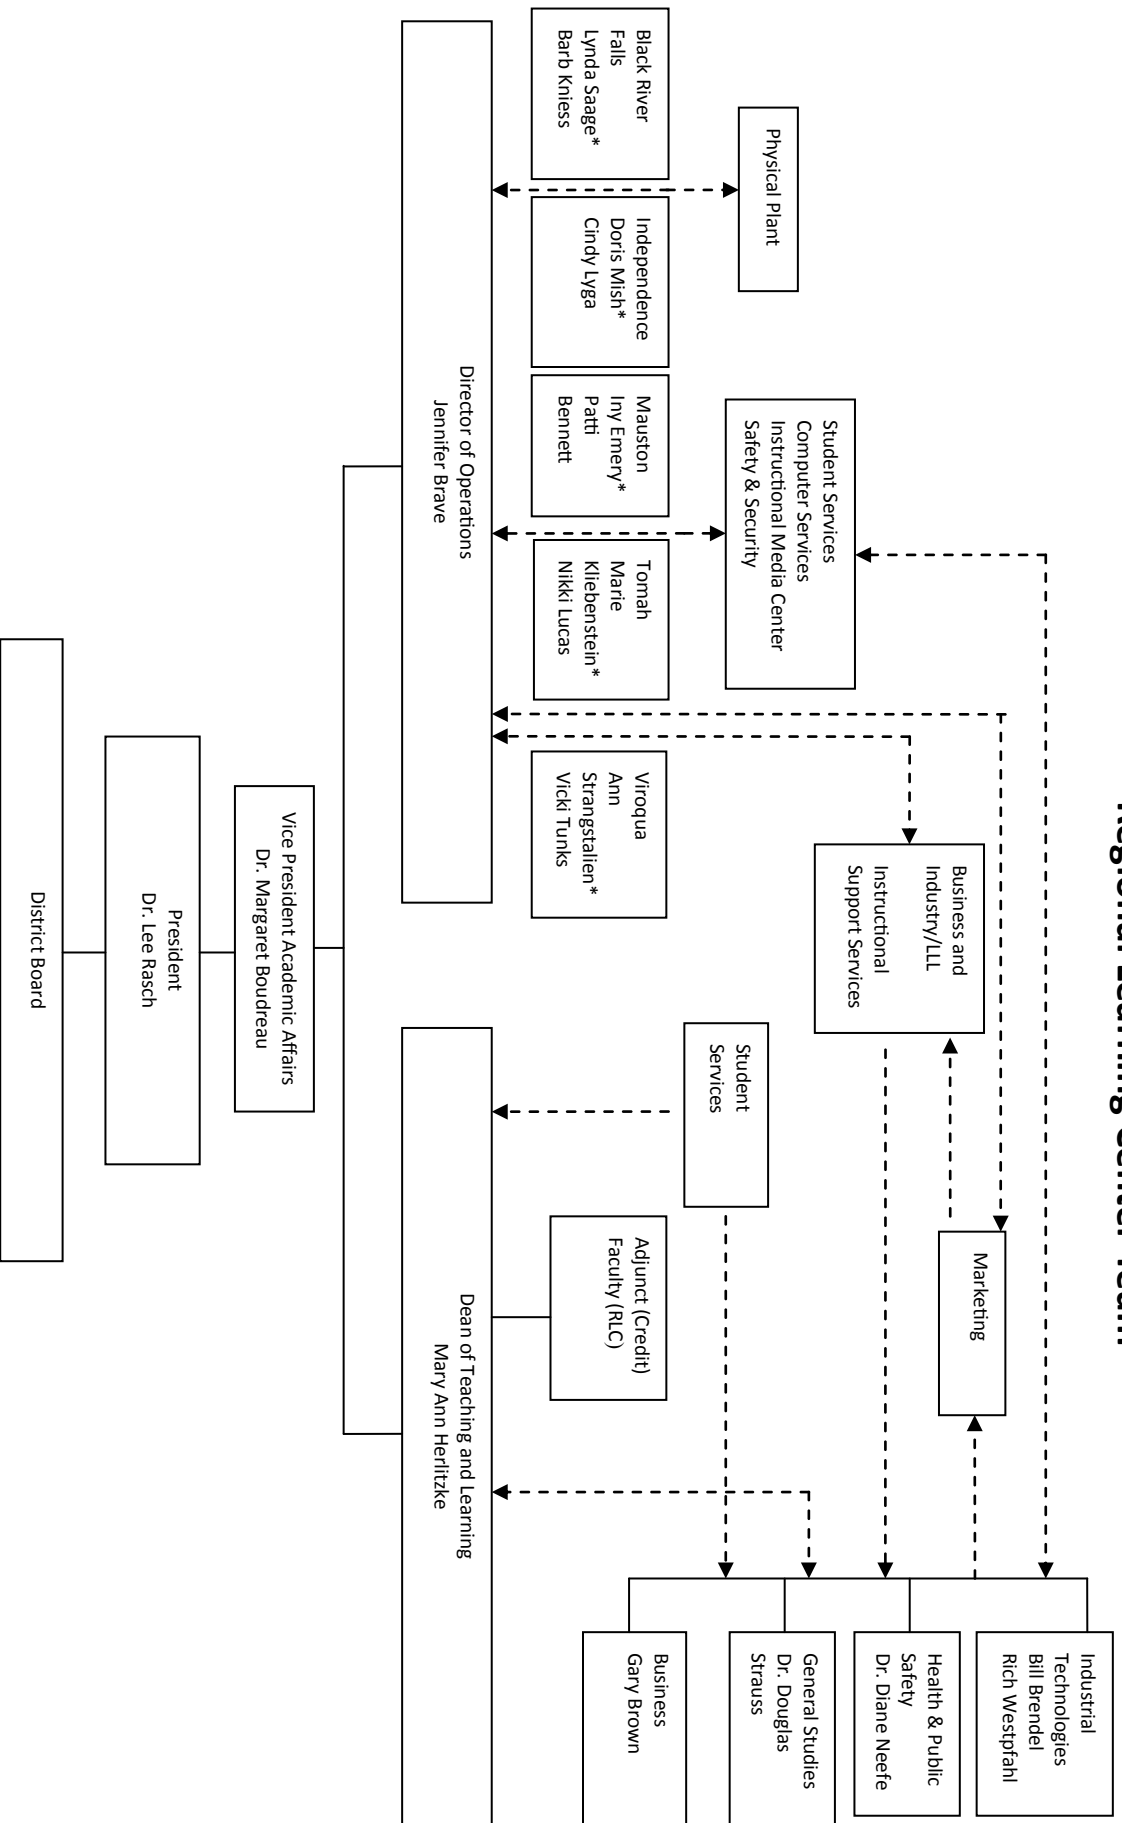 Regional Learning Center Team
Industrial
Technologies
Bill Brendel
Rich Westpfahl
Health & Public
Safety
Dr. Diane Neefe
General Studies
Dr. Douglas
Strauss
Business
Gary Brown
Marketing
Business and
Industry/LLL
Instructional
Support Services
Student Services
Computer Services
Instructional Media Center
Safety & Security
Physical Plant
Student
Services
Adjunct (Credit)
Faculty (RLC)
Black River
Falls
Lynda Saage*
Barb Kniess
Independence
Doris Mish*
Cindy Lyga
Mauston
Iny Emery*
Patti
Bennett
Tomah
Marie
Kliebenstein*
Nikki Lucas
Viroqua
Ann
Strangstalien*
Vicki Tunks
Director of Operations
Jennifer Brave
Dean of Teaching and Learning
Mary Ann Herlitzke
Vice President Academic Affairs
Dr. Margaret Boudreau
President
Dr. Lee Rasch
District Board